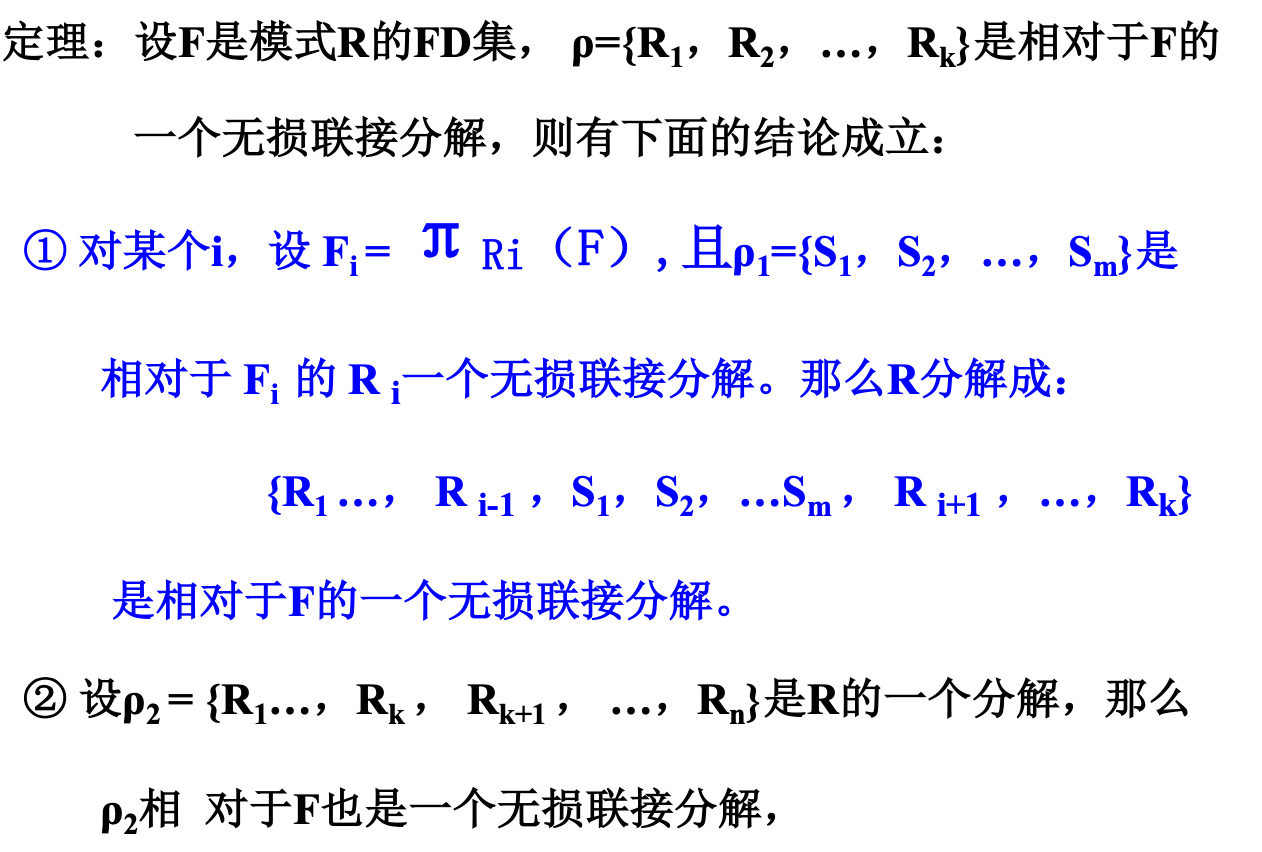 定理：设F是模式R的FD集， ρ={R₁，R₂，…，Rₖ}是相对于F的
一个无损联接分解，则有下面的结论成立：
① 对某个i，设 Fᵢ= π Ri（F）, 且ρ₁={S₁，S₂，…，Sₘ}是
相对于 Fᵢ 的 R ᵢ一个无损联接分解。那么R分解成：
{R₁ …， R ᵢ₋₁ ，S₁，S₂，…Sₘ， R ᵢ₊₁ ，…，Rₖ}
是相对于F的一个无损联接分解。
② 设ρ₂ = {R₁…，Rₖ， Rₖ₊₁， …，Rₙ}是R的一个分解，那么
ρ₂相 对于F也是一个无损联接分解，